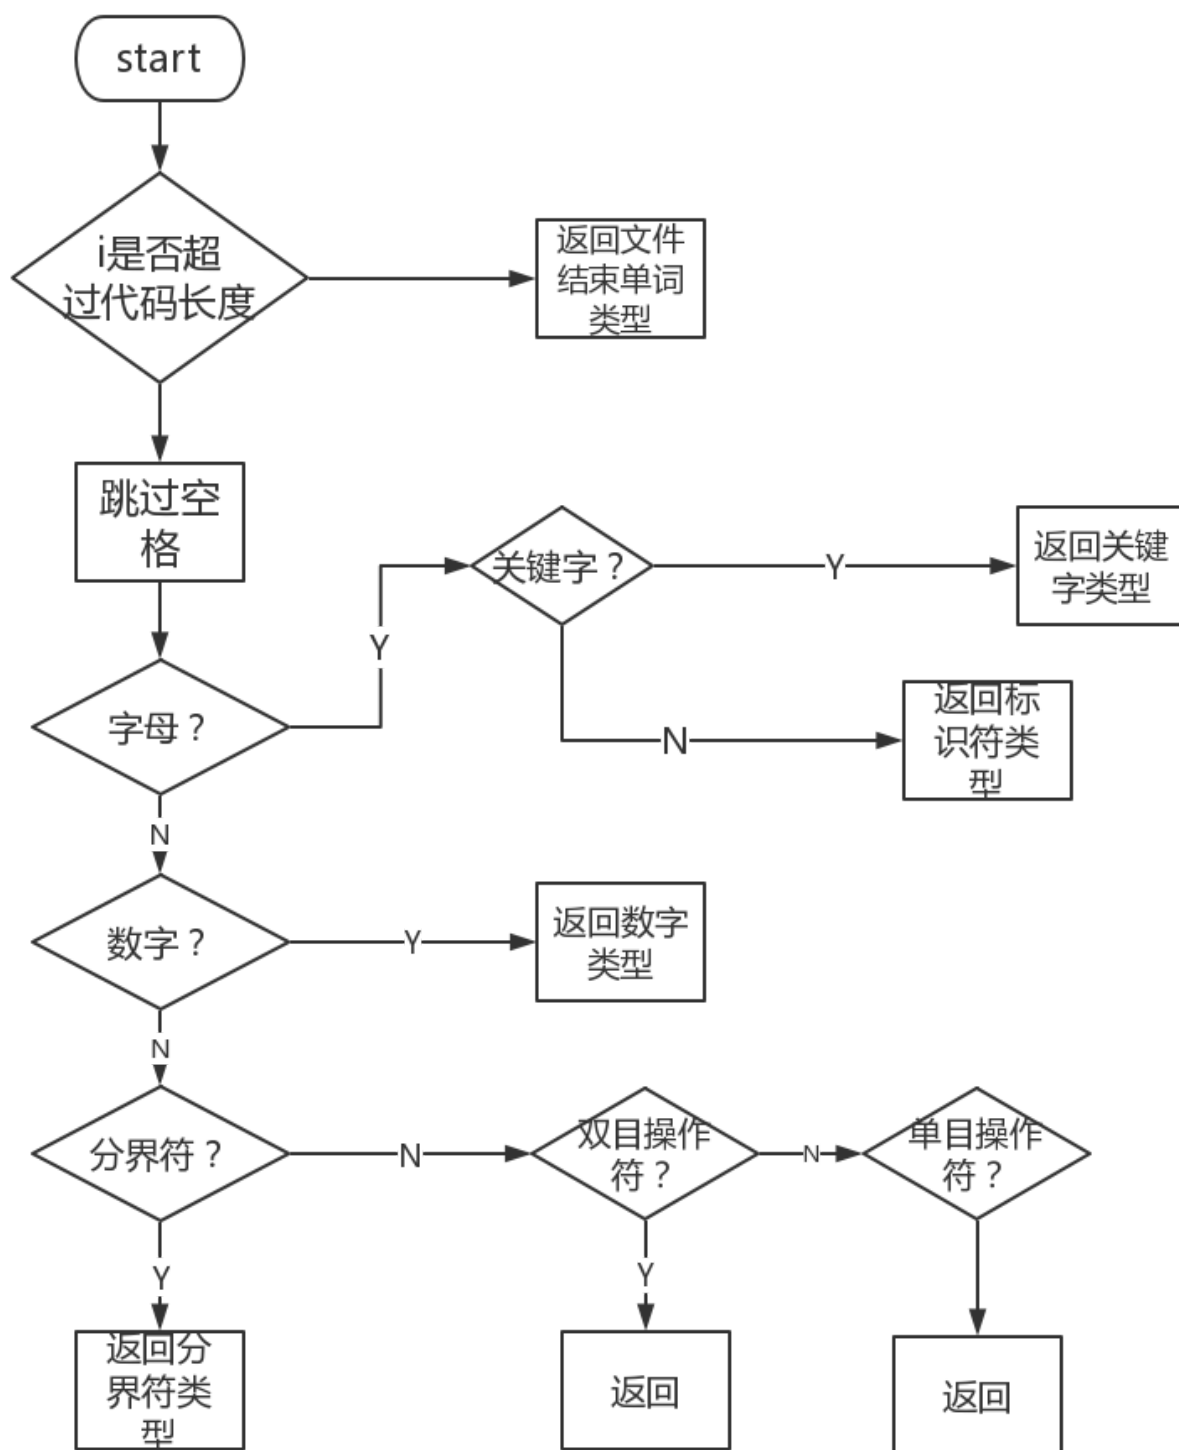 start
i是否超
过代码长度
返回文件
结束单词
类型
跳过空
格
关键字？
Y
返回关键
字类型
Y
字母？
N
返回标
识符类
型
N
数字？
Y
返回数字
类型
N
分界符？
N
双目操作
符？
N
单目操作
符？
Y
Y
返回分
界符类
型
返回
返回